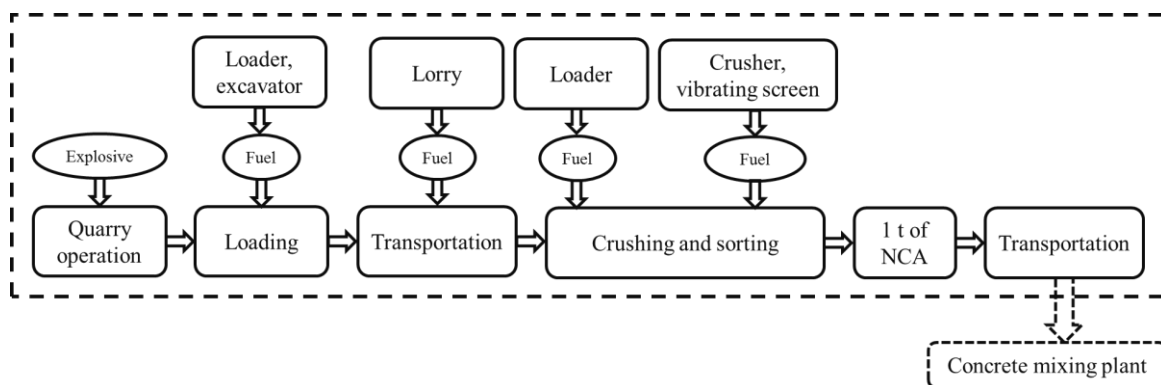 Loader,
excavator
Lorry
Loader
Crusher,
vibrating screen
Explosive
Fuel
Fuel
Fuel
Fuel
Quarry
operation
Loading
Transportation
Crushing and sorting
1 t of
NCA
Transportation
Concrete mixing plant